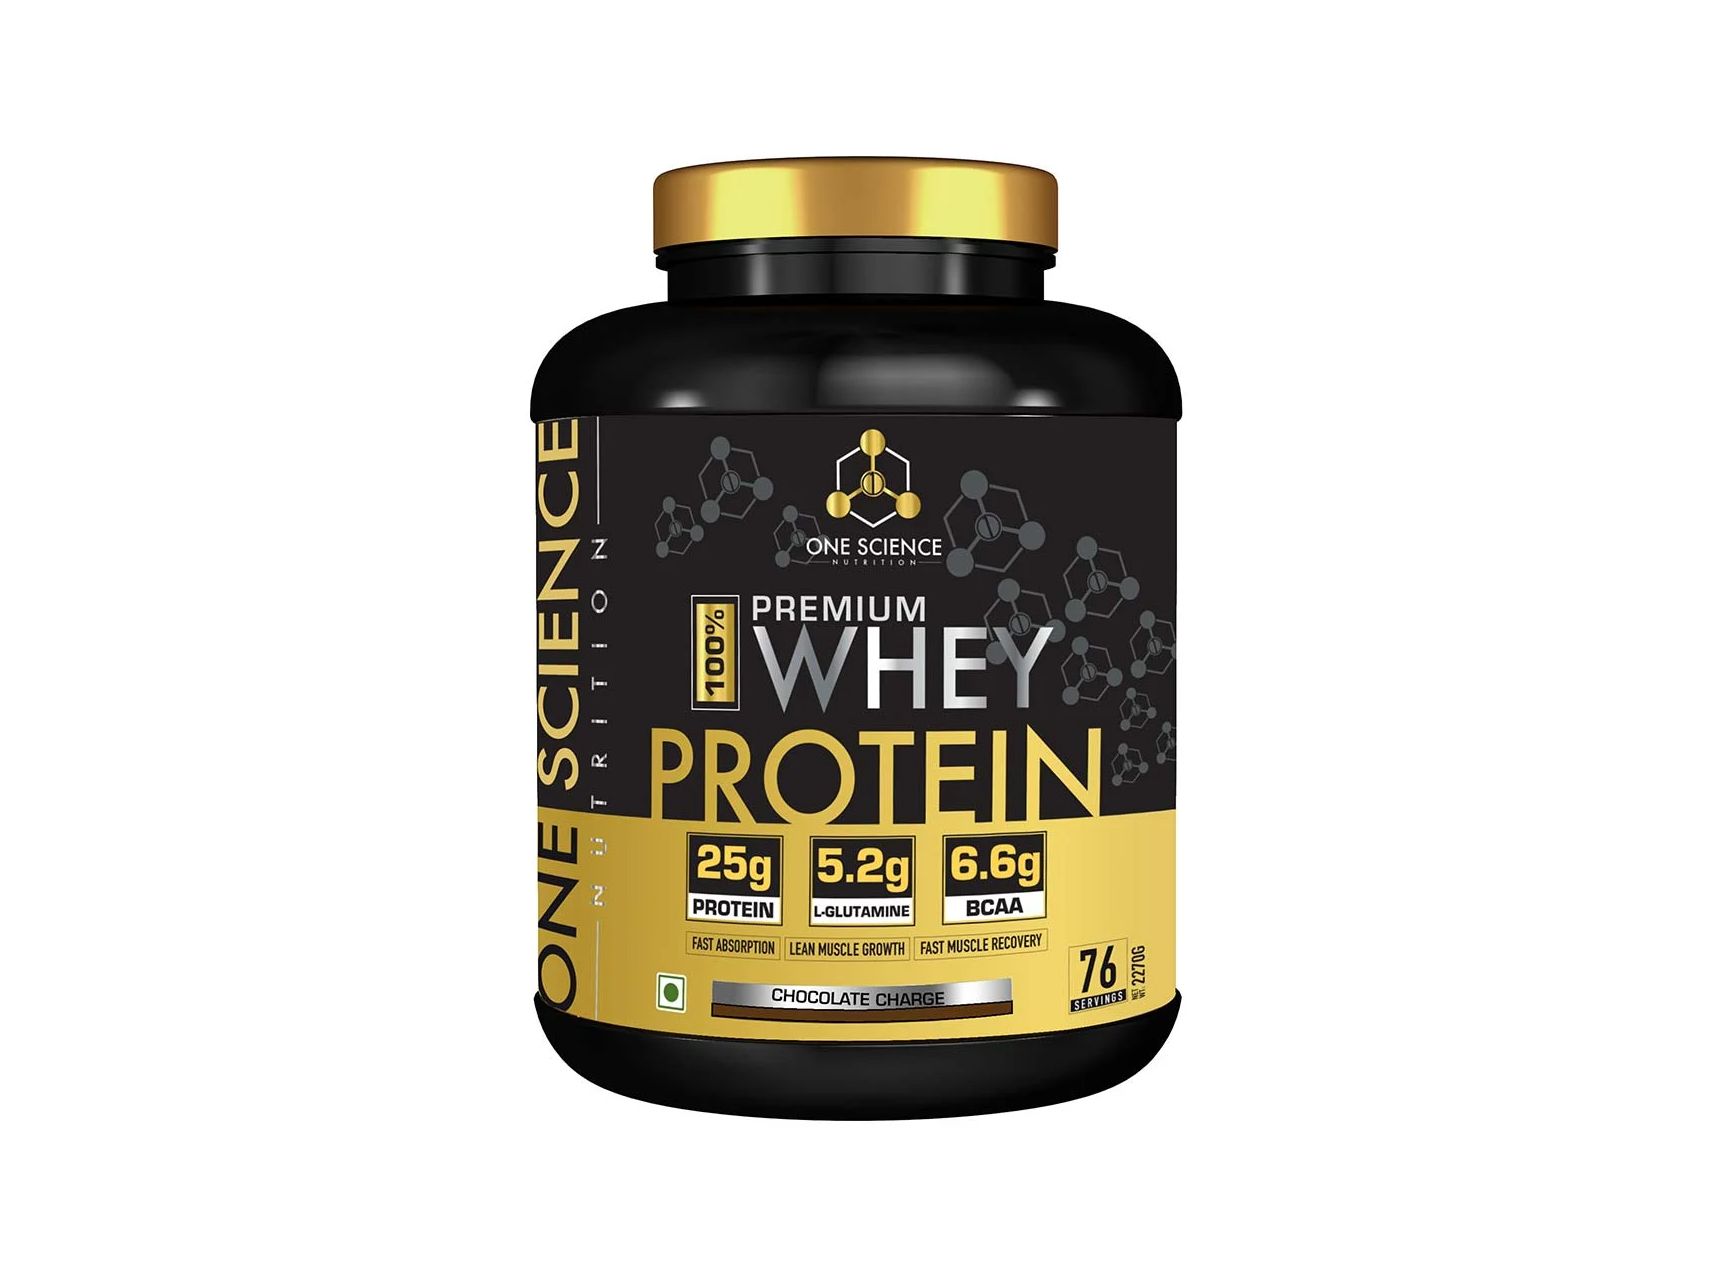 ONE SCIENCE
NUTRITION
ONE SCIENCE
NUTRITION
100%
PREMIUM
WHEY
PROTEIN
25g
PROTEIN
5.2g
L-GLUTAMINE
6.6g
BCAA
FAST ABSORPTION
LEAN MUSCLE GROWTH
FAST MUSCLE RECOVERY
CHOCOLATE CHARGE
76
SERVINGS
NET WT. 2270G